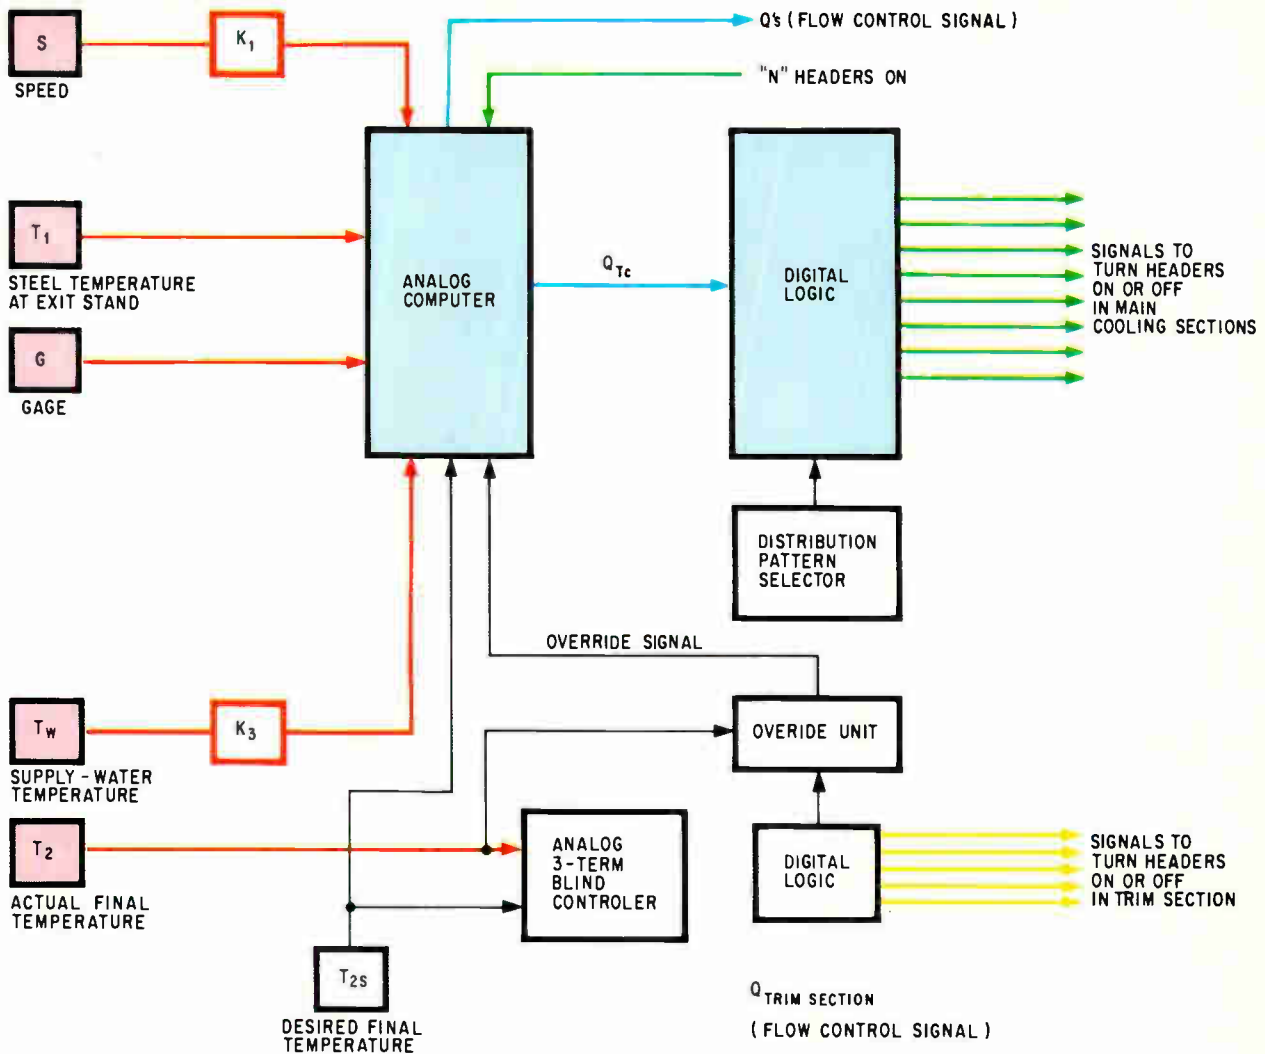 S
SPEED
K1
Q's (FLOW CONTROL SIGNAL)
"N" HEADERS ON
T1
STEEL TEMPERATURE
AT EXIT STAND
G
GAGE
ANALOG
COMPUTER
QTc
DIGITAL
LOGIC
SIGNALS TO
TURN HEADERS
ON OR OFF
IN MAIN
COOLING SECTIONS
DISTRIBUTION
PATTERN
SELECTOR
OVERRIDE SIGNAL
TW
SUPPLY-WATER
TEMPERATURE
K3
OVERIDE UNIT
T2
ACTUAL FINAL
TEMPERATURE
ANALOG
3-TERM
BLIND
CONTROLER
DIGITAL
LOGIC
SIGNALS TO
TURN HEADERS
ON OR OFF
IN TRIM SECTION
T2S
DESIRED FINAL
TEMPERATURE
QTRIM SECTION
(FLOW CONTROL SIGNAL)